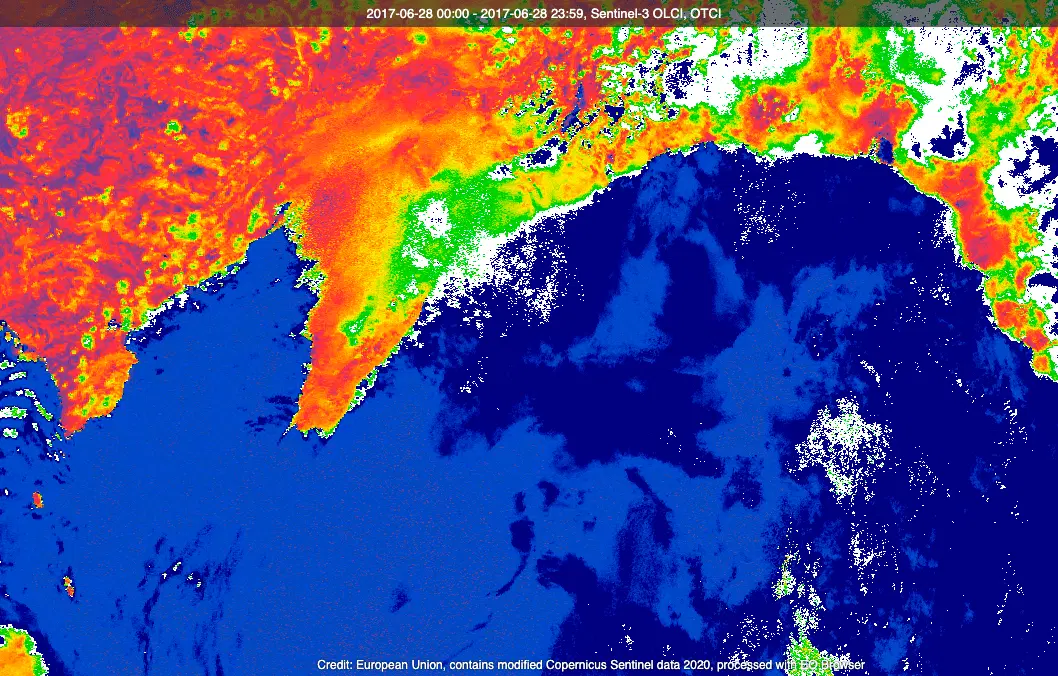 2017-06-28 00:00 - 2017-06-28 23:59, Sentinel-3 OLCI, OTCI
Credit: European Union, contains modified Copernicus Sentinel data 2020, processed with EO Browser